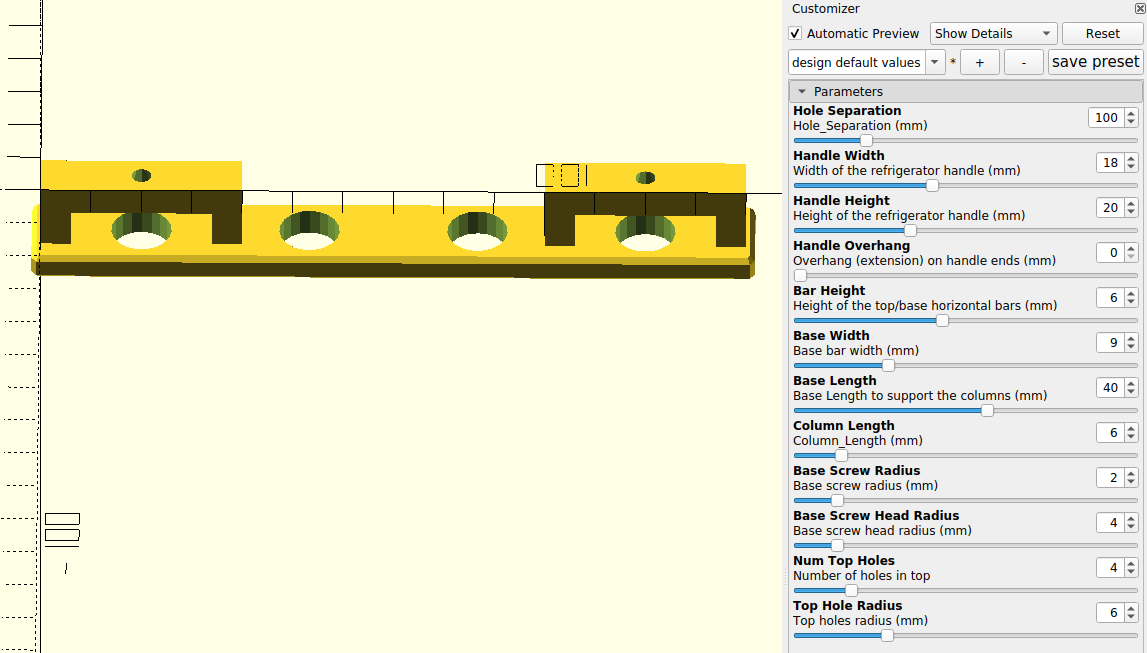 Customizer
Automatic Preview Show Details Reset
design default values * + - save preset
Parameters
Hole Separation
Hole_Separation (mm) 100
Handle Width
Width of the refrigerator handle (mm) 18
Handle Height
Height of the refrigerator handle (mm) 20
Handle Overhang
Overhang (extension) on handle ends (mm) 0
Bar Height
Height of the top/base horizontal bars (mm) 6
Base Width
Base bar width (mm) 9
Base Length
Base Length to support the columns (mm) 40
Column Length
Column_Length (mm) 6
Base Screw Radius
Base screw radius (mm) 2
Base Screw Head Radius
Base screw head radius (mm) 4
Num Top Holes
Number of holes in top 4
Top Hole Radius
Top holes radius (mm) 6